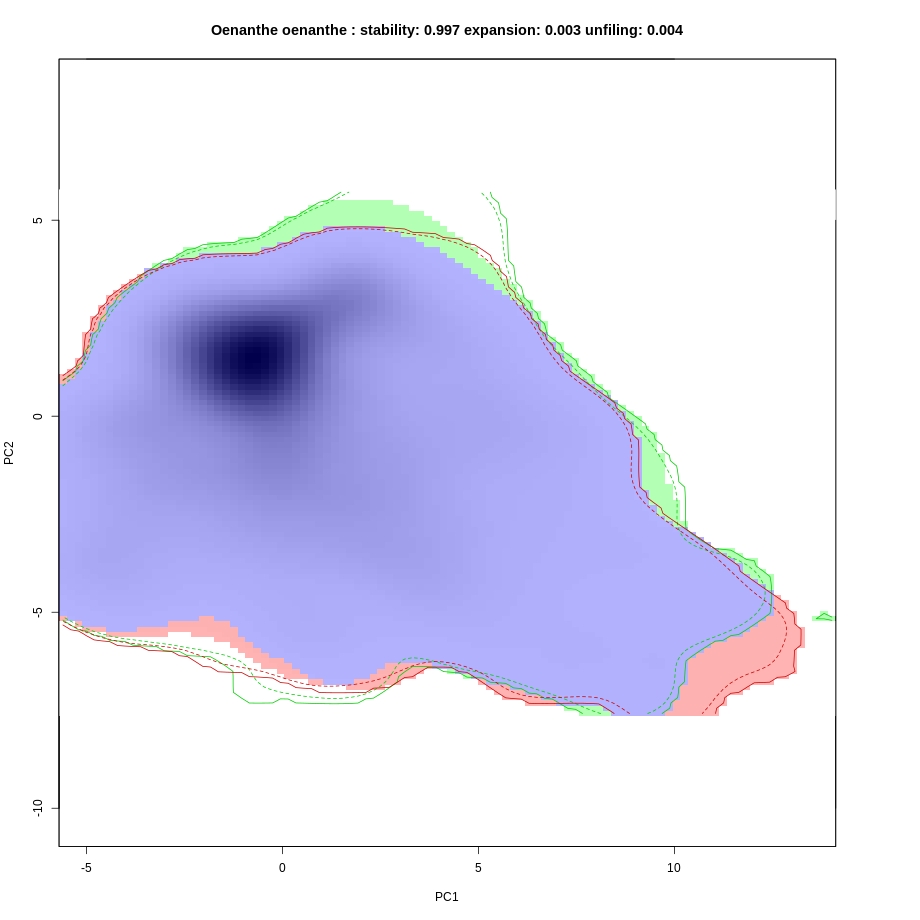 Oenanthe oenanthe : stability: 0.997 expansion: 0.003 unfiling: 0.004
5
0
-5
-10
PC2
-5 0 5 10
PC1